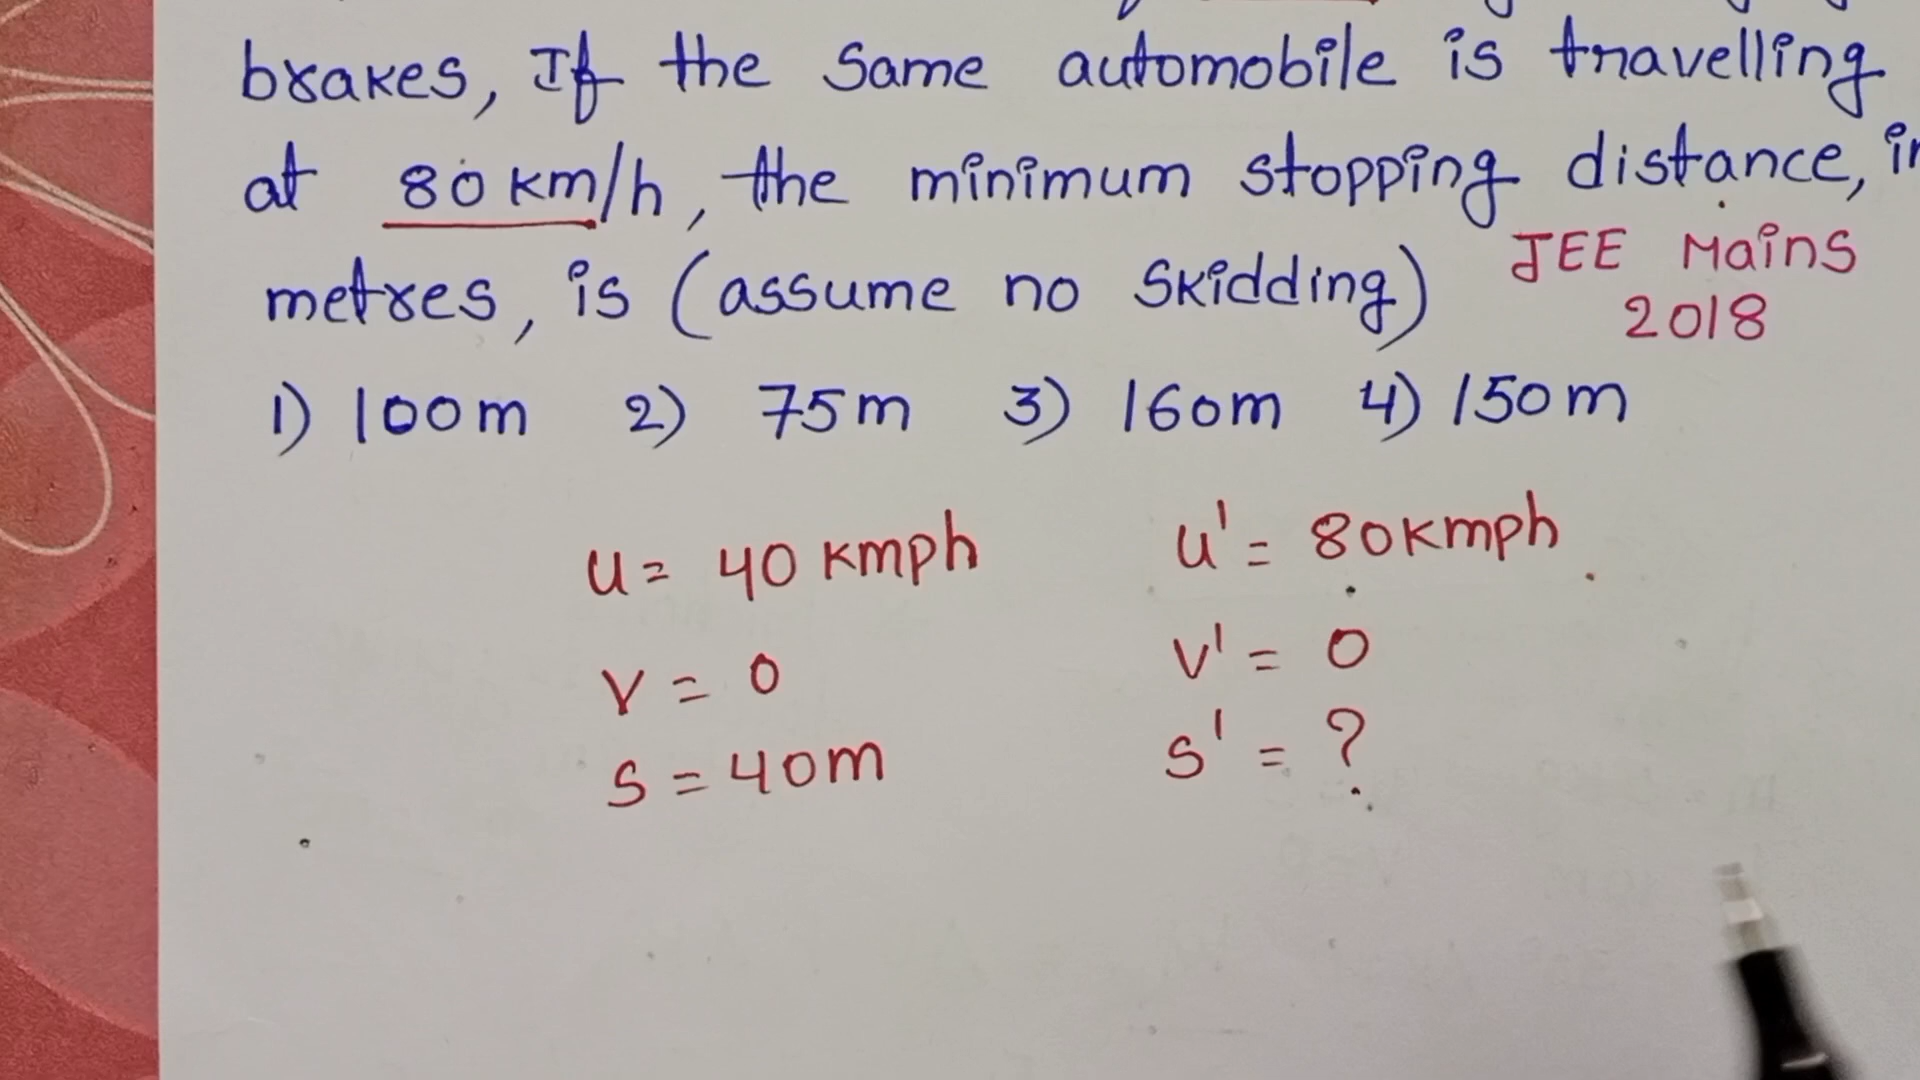 brakes, If the same automobile is travelling
at 80 km/h, the minimum stopping distance, in
metres, is (assume no skidding)
JEE Mains
2018
1) 100m 2) 75m 3) 160m 4) 150m
u = 40 kmph u' = 80kmph
v = 0 v' = 0
s = 40m s' = ?